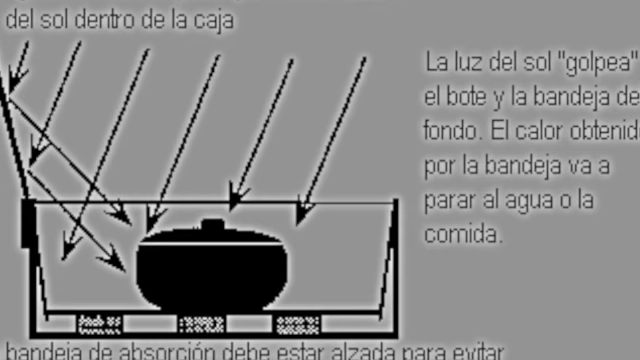 del sol dentro de la caja
La luz del sol "golpea"
el bote y la bandeja de
fondo. El calor obtenid
por la bandeja va a
parar al agua o la
comida.
bandeja de absorción debe estar alzada para evitar